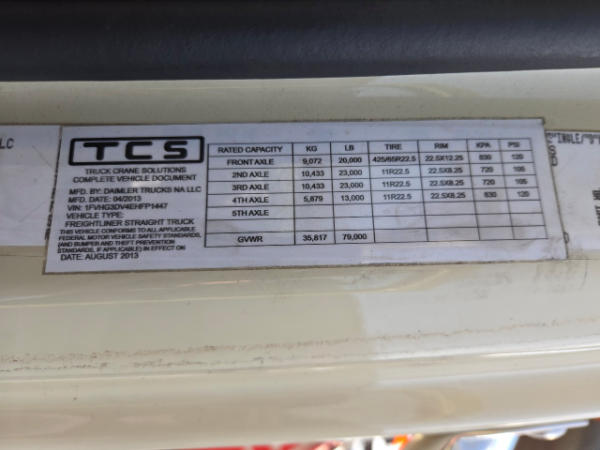 LLC
TCS
TRUCK CRANE SOLUTIONS
COMPLETE VEHICLE DOCUMENT
MFD. BY: DAIMLER TRUCKS NA LLC
MFD. DATE: 04/2013
VIN: 1FVHG3DV4EHFP1447
VEHICLE TYPE:
FREIGHTLINER STRAIGHT TRUCK
THIS VEHICLE CONFORMS TO ALL APPLICABLE
FEDERAL MOTOR VEHICLE SAFETY STANDARDS,
(AND BUMPER AND THEFT PREVENTION
STANDARDS, IF APPLICABLE) IN EFFECT ON
DATE: AUGUST 2013
RATED CAPACITY KG LB TIRE RIM KPA PSI
FRONT AXLE 9,072 20,000 425/65R22.5 22.5X12.25 830 120
2ND AXLE 10,433 23,000 11R22.5 22.5X8.25 720 105
3RD AXLE 10,433 23,000 11R22.5 22.5X8.25 720 105
4TH AXLE 5,879 13,000 11R22.5 22.5X8.25 830 120
5TH AXLE
GVWR 35,817 79,000